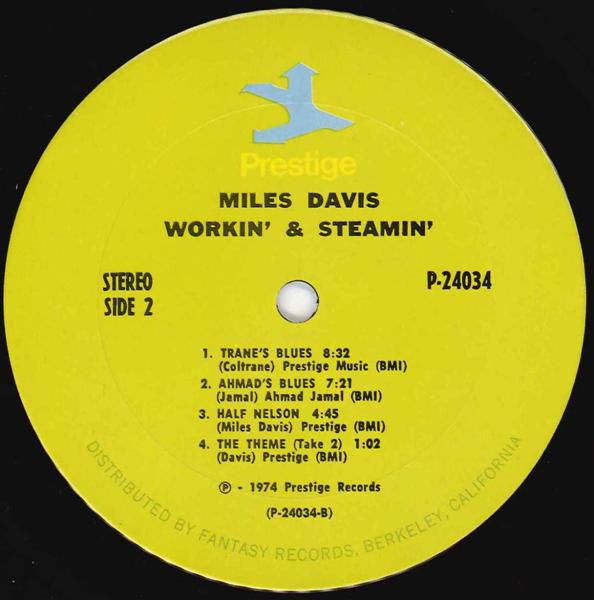 Prestige
MILES DAVIS
WORKIN' & STEAMIN'
STEREO
SIDE 2
P-24034
1. TRANE'S BLUES 8:32
(Coltrane) Prestige Music (BMI)
2. AHMAD'S BLUES 7:21
(Jamal) Ahmad Jamal (BMI)
3. HALF NELSON 4:45
(Miles Davis) Prestige (BMI)
4. THE THEME (Take 2) 1:02
(Davis) Prestige (BMI)
℗ - 1974 Prestige Records
(P-24034-B)
DISTRIBUTED BY FANTASY RECORDS, BERKELEY, CALIFORNIA